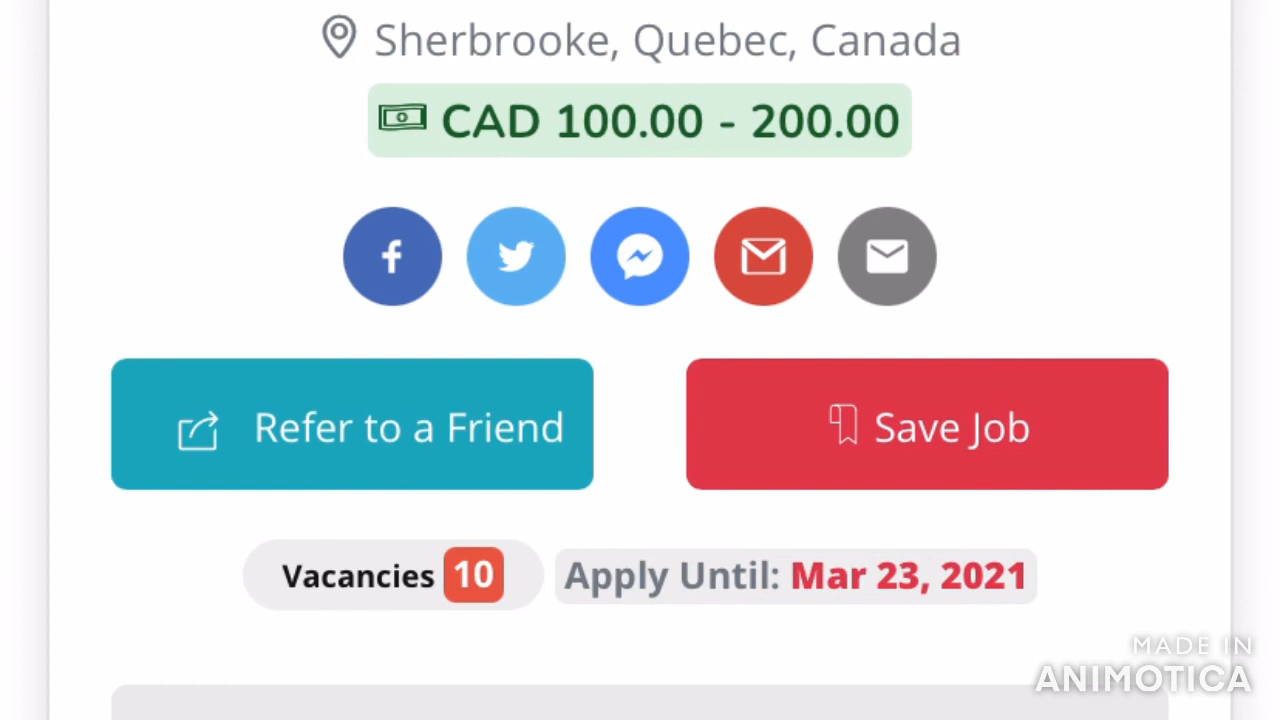 Sherbrooke, Quebec, Canada
CAD 100.00 - 200.00
Refer to a Friend
Save Job
Vacancies 10
Apply Until: Mar 23, 2021
MADE IN
ANIMOTICA